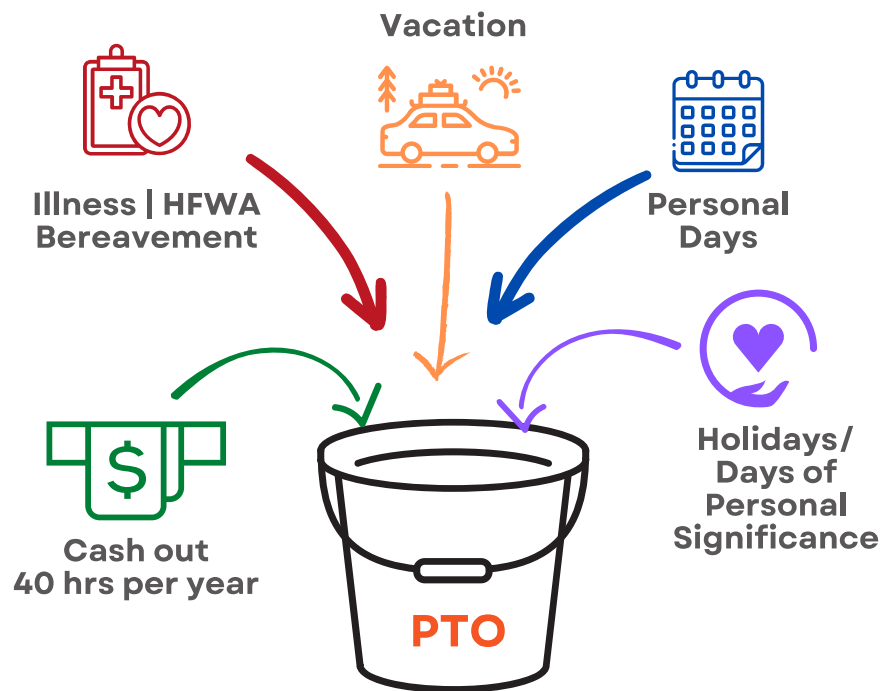 Vacation
Illness | HFWA
Bereavement
Personal
Days
$
Cash out
40 hrs per year
Holidays/
Days of
Personal
Significance
PTO